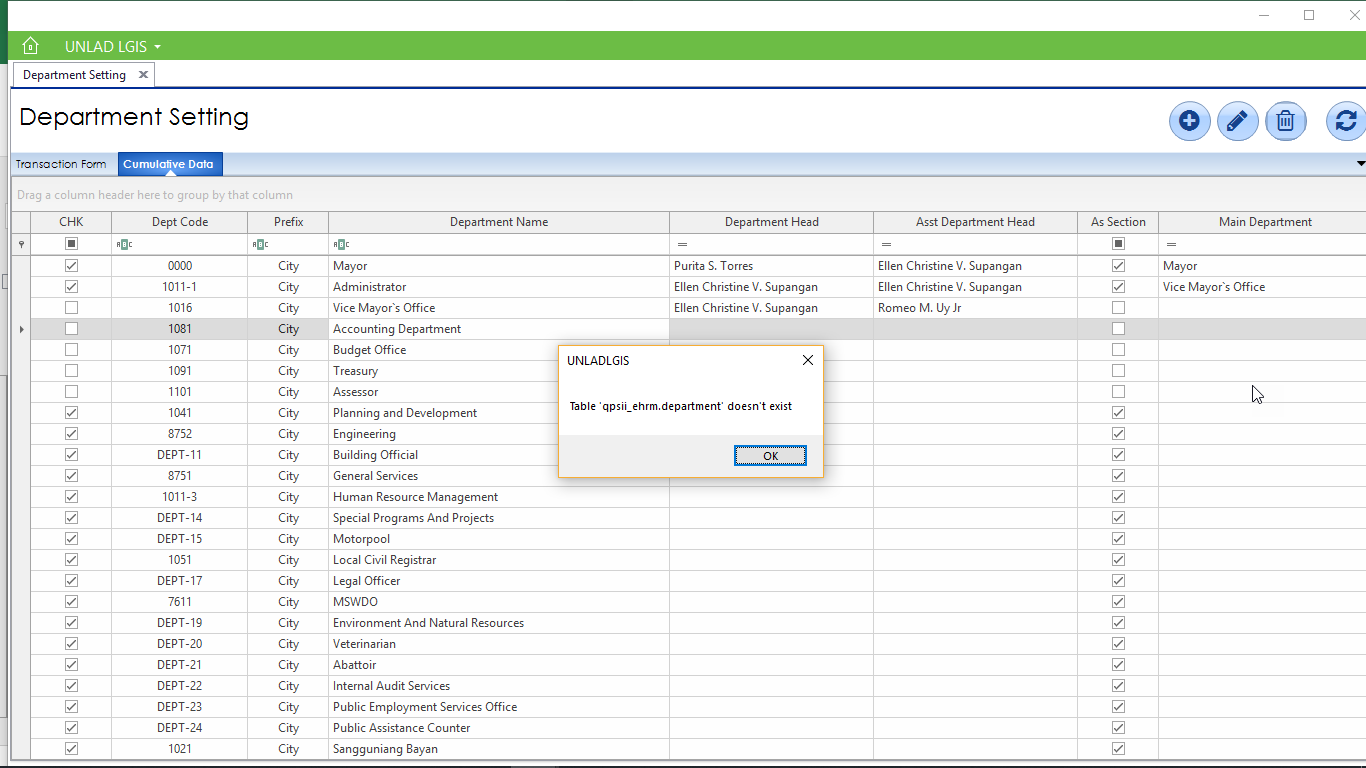 UNLAD LGIS
Department Setting
Department Setting
Transaction Form Cumulative Data
Drag a column header here to group by that column
CHK Dept Code Prefix Department Name Department Head Asst Department Head As Section Main Department
0000 City Mayor Purita S. Torres Ellen Christine V. Supangan Mayor
1011-1 City Administrator Ellen Christine V. Supangan Ellen Christine V. Supangan Vice Mayor`s Office
1016 City Vice Mayor`s Office Ellen Christine V. Supangan Romeo M. Uy Jr
1081 City Accounting Department
1071 City Budget Office
UNLADLGIS
1091 City Treasury
1101 City Assessor
Table 'qpsii_ehrm.department' doesn't exist
1041 City Planning and Development
8752 City Engineering
DEPT-11 City Building Official
OK
8751 City General Services
1011-3 City Human Resource Management
DEPT-14 City Special Programs And Projects
DEPT-15 City Motorpool
1051 City Local Civil Registrar
DEPT-17 City Legal Officer
7611 City MSWDO
DEPT-19 City Environment And Natural Resources
DEPT-20 City Veterinarian
DEPT-21 City Abattoir
DEPT-22 City Internal Audit Services
DEPT-23 City Public Employment Services Office
DEPT-24 City Public Assistance Counter
1021 City Sangguniang Bayan